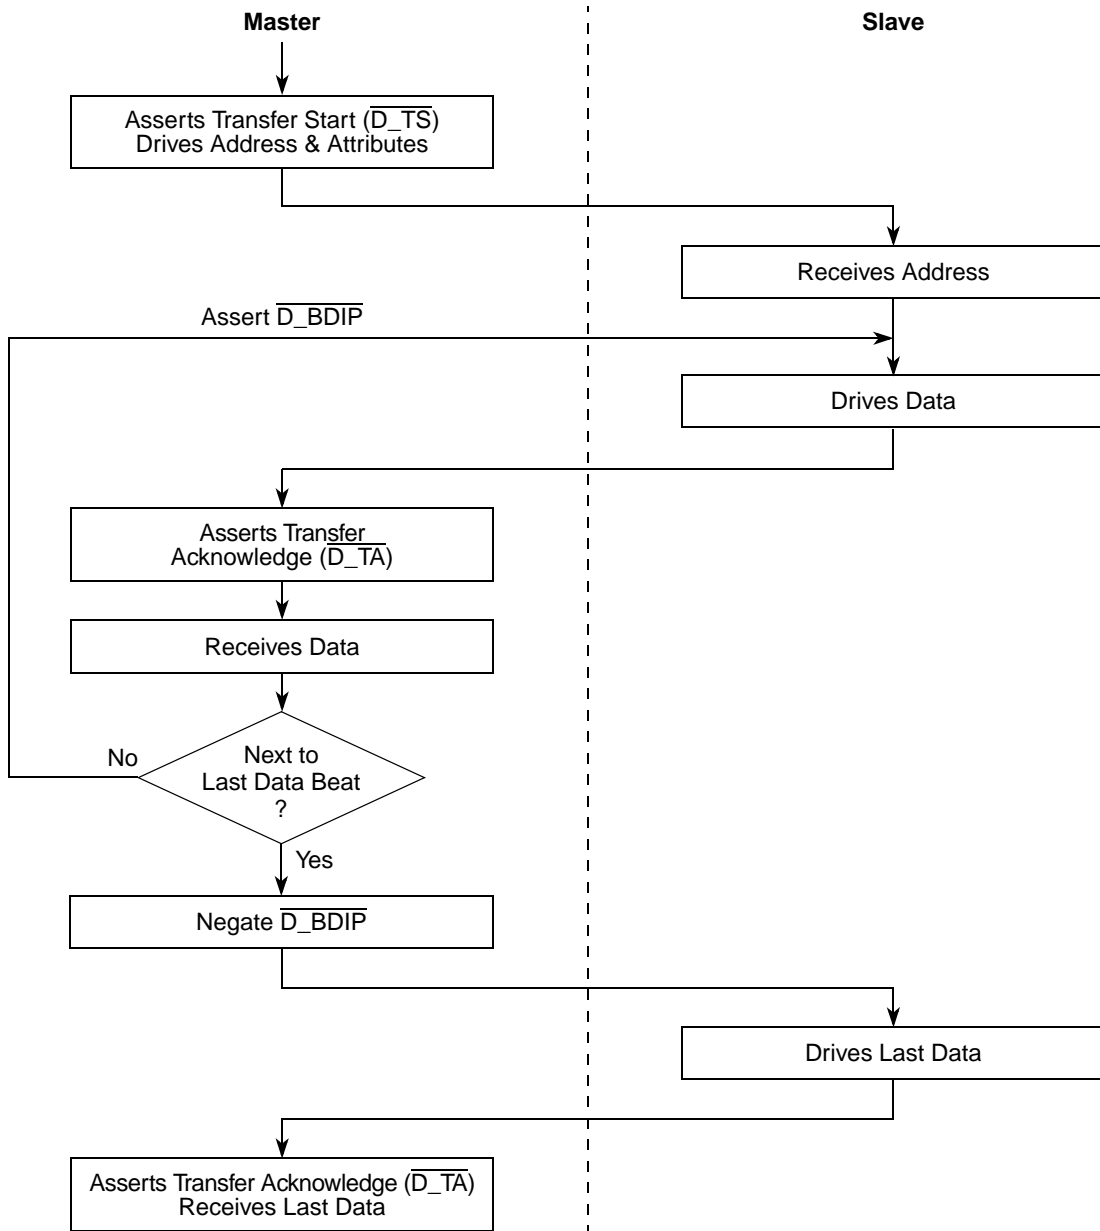 Master
Slave
Asserts Transfer Start (D_TS)
Drives Address & Attributes
Receives Address
Assert D_BDIP
Drives Data
Asserts Transfer
Acknowledge (D_TA)
Receives Data
No
Next to
Last Data Beat
?
Yes
Negate D_BDIP
Drives Last Data
Asserts Transfer Acknowledge (D_TA)
Receives Last Data